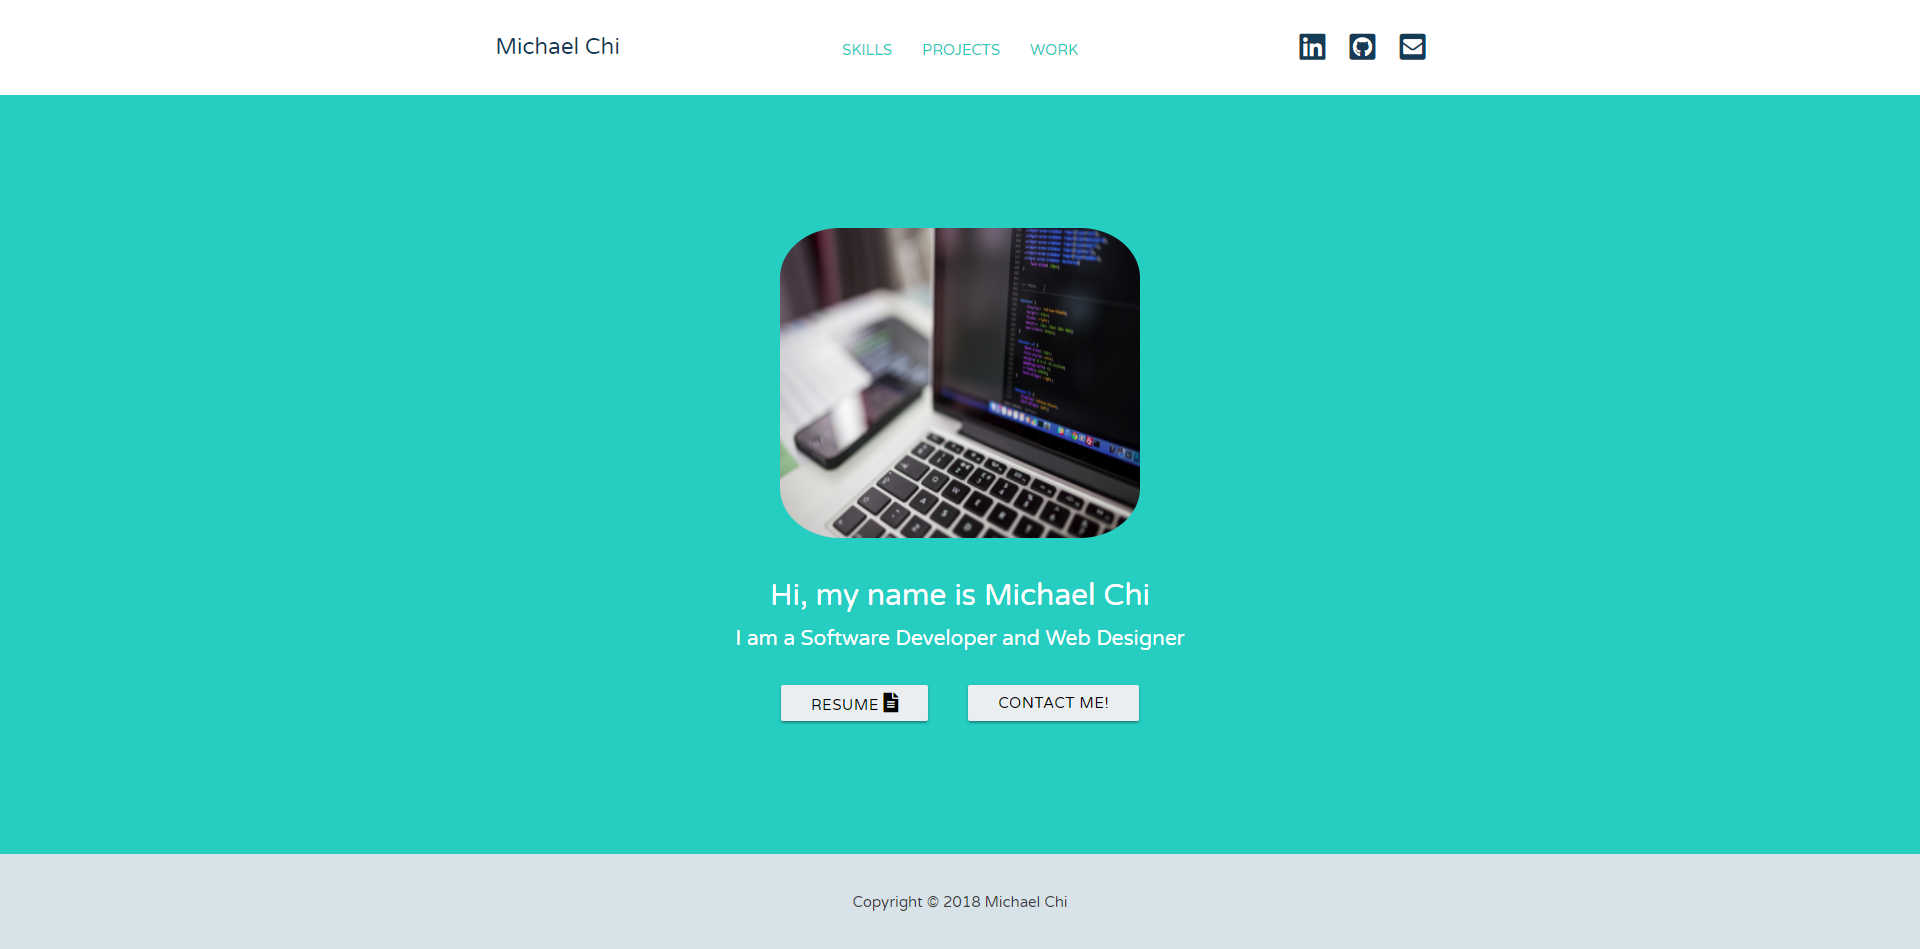 Michael Chi
SKILLS PROJECTS WORK
Hi, my name is Michael Chi
I am a Software Developer and Web Designer
RESUME CONTACT ME!
Copyright © 2018 Michael Chi